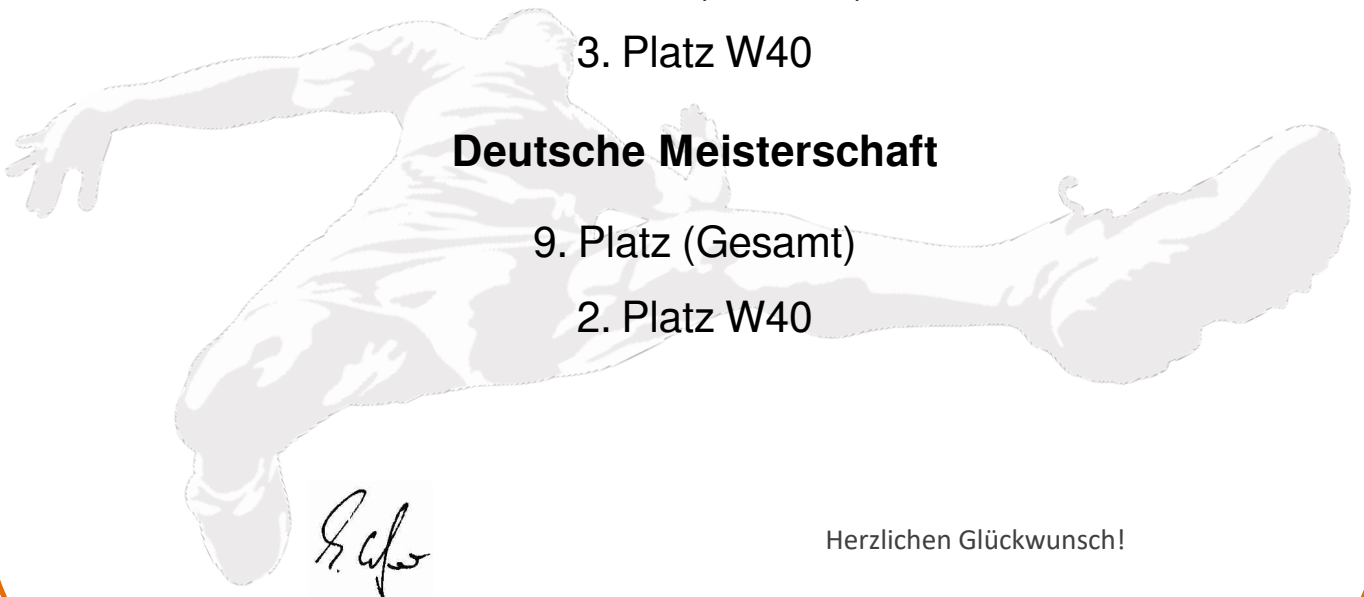 3. Platz W40
Deutsche Meisterschaft
9. Platz (Gesamt)
2. Platz W40
Herzlichen Glückwunsch!